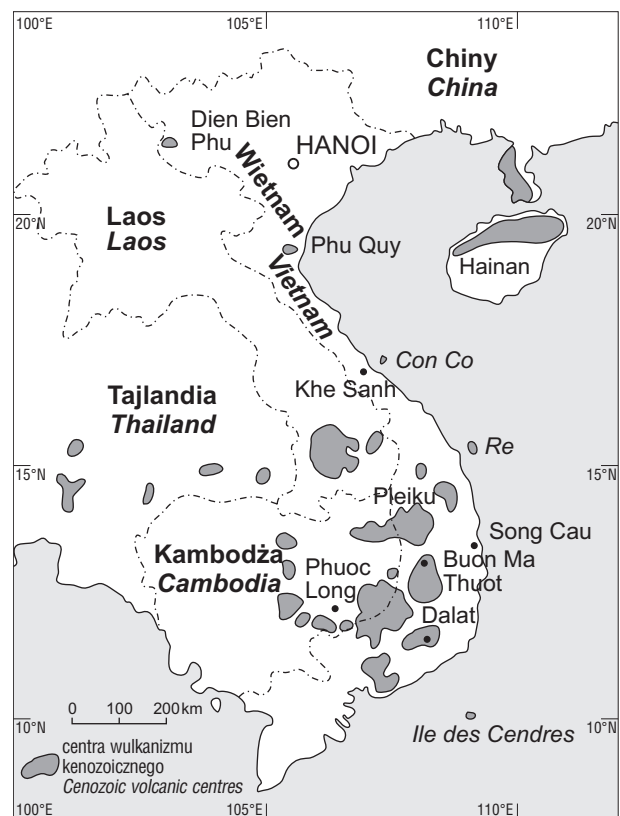 100°E
105°E
110°E
Chiny
China
Dien Bien
Phu
HANOI
Wietnam
20°N
20°N
Laos
Laos
Phu Quy
Hainan
Vietnam
Con Co
Khe Sanh
Tajlandia
Thailand
Re
15°N
15°N
Pleiku
Song Cau
Kambodża
Cambodia
Phuoc
Long
Buon Ma
Thuot
Dalat
0 100 200 km
10°N
10°N
Ile des Cendres
centra wulkanizmu
kenozoicznego
Cenozoic volcanic centres
100°E
105°E
110°E